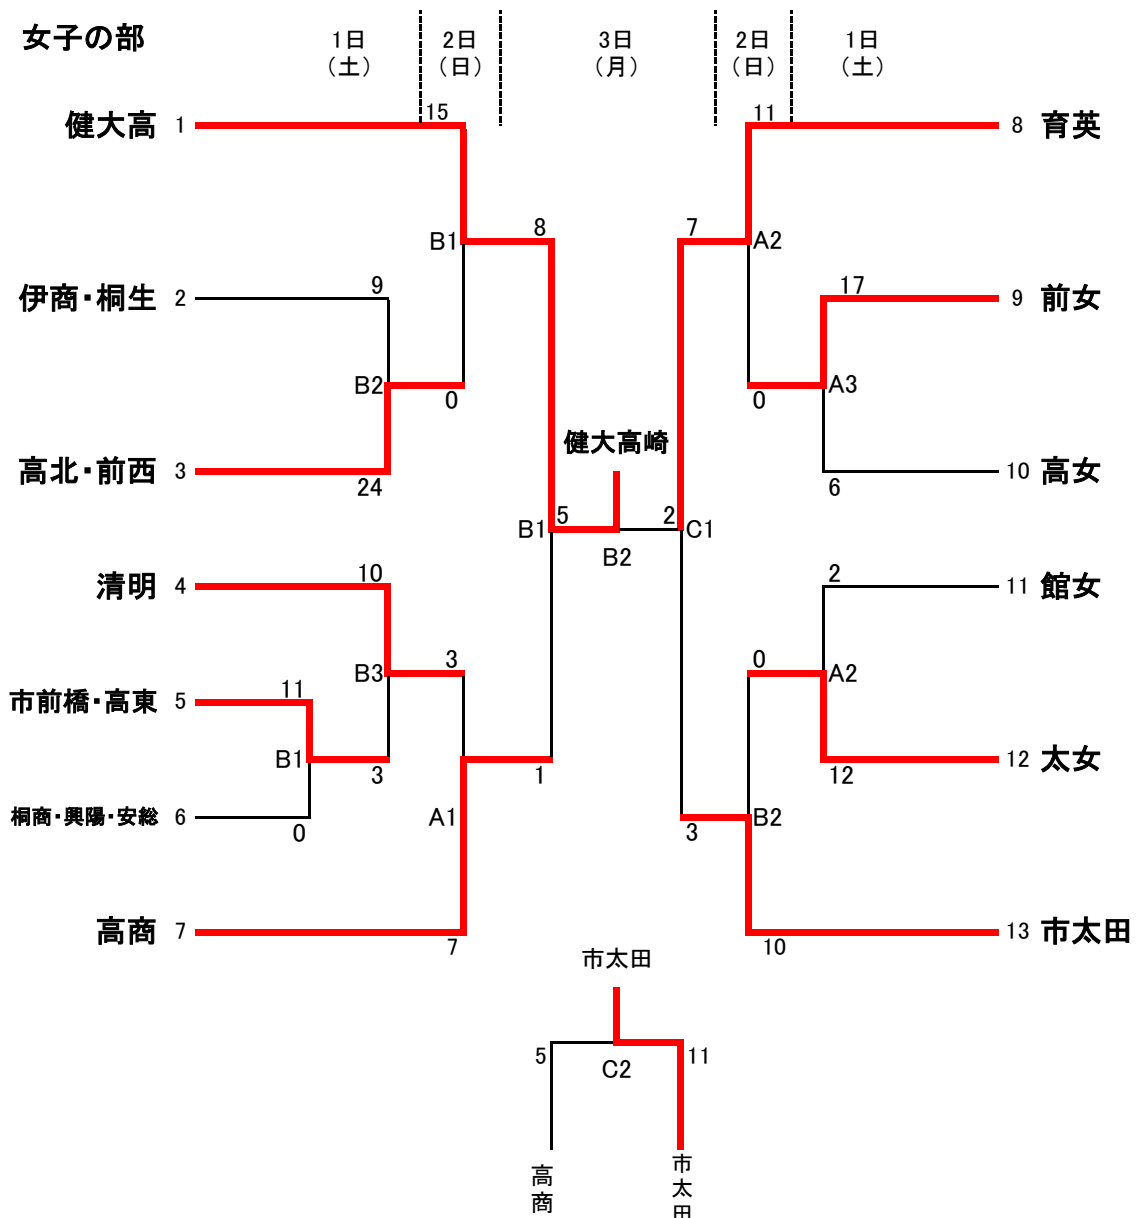 女子の部
1日
(土)
2日
(日)
3日
(月)
2日
(日)
1日
(土)
健大高 1
15
11
8 育英
B1
8
7
A2
伊商・桐生 2
9
17
9 前女
B2
0
0
A3
健大高崎
高北・前西 3
24
6
10 高女
B1
5
2
C1
B2
清明 4
10
2
11 館女
B3
3
0
A2
市前橋・高東 5
11
B1
3
1
12
12 太女
桐商・興陽・安総 6
0
A1
3
B2
高商 7
7
10
13 市太田
市太田
5
11
C2
高商
市太田